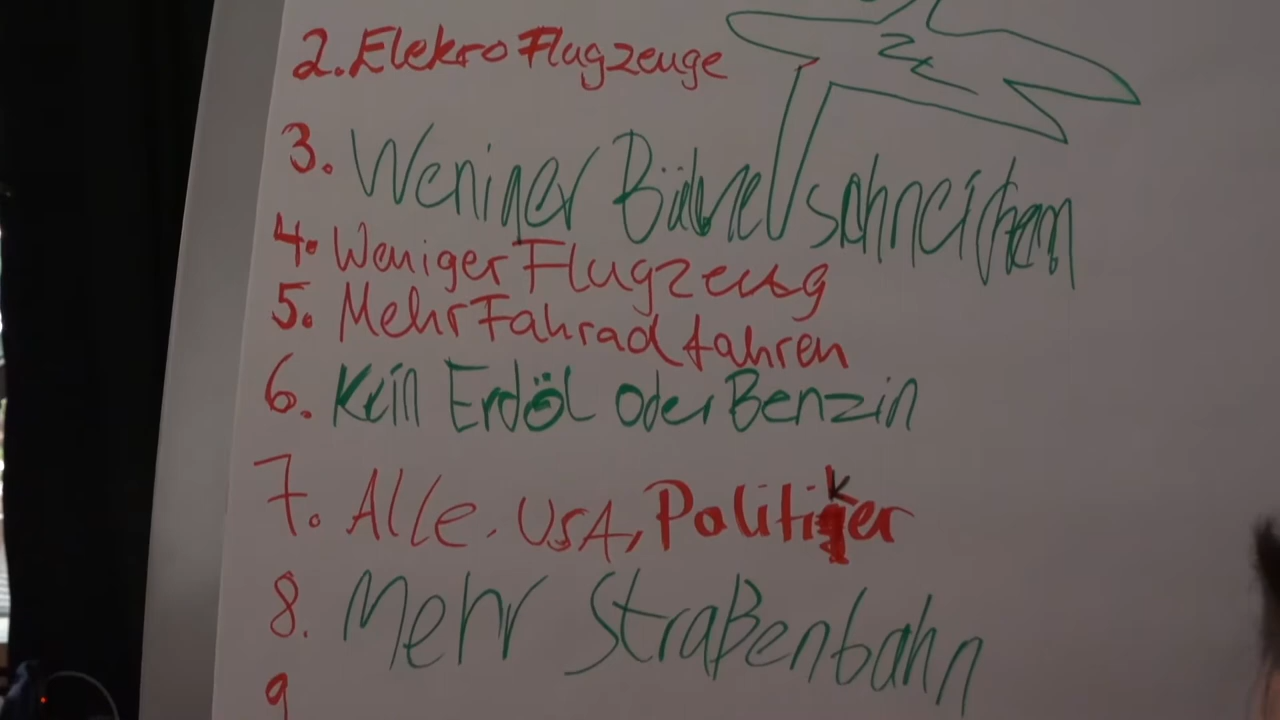 2. Elekro Flugzeuge
3. Weniger
4. Weniger Flugzeug
5. Mehr Fahrad fahren
6. Kein Erdöl oder Benzin
7. Alle. USA, Politiker
8. Mehr Straßenbahn
9